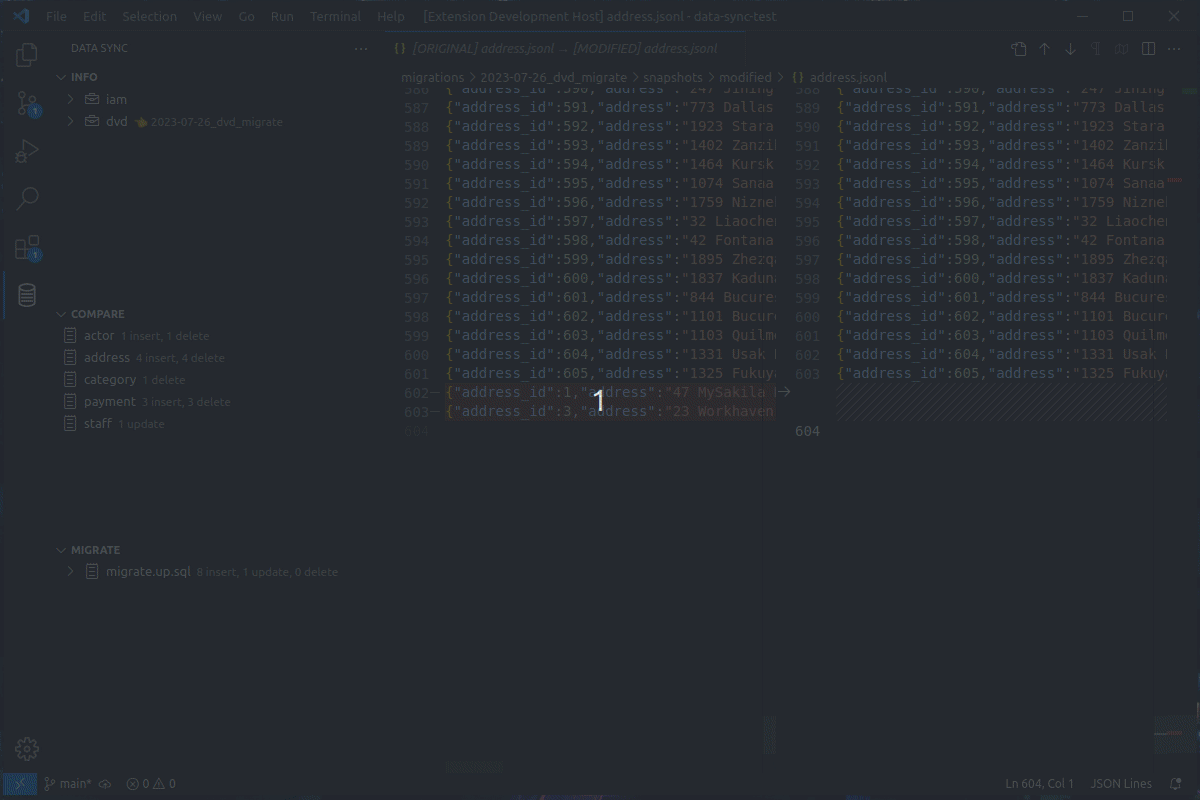 File Edit Selection View Go Run Terminal Help [Extension Development Host] address.jsonl - data-sync-test
DATA SYNC
{} [ORIGINAL] address.jsonl → [MODIFIED] address.jsonl
INFO
migrations > 2023-07-26_dvd_migrate > snapshots > modified > {} address.jsonl
iam
dvd 👈 2023-07-26_dvd_migrate
586 {"address_id":590,"address":"247 Jining 588 {"address_id":590,"address":"247 Jining
587 {"address_id":591,"address":"773 Dallas 589 {"address_id":591,"address":"773 Dallas
588 {"address_id":592,"address":"1923 Stara 590 {"address_id":592,"address":"1923 Stara
589 {"address_id":593,"address":"1402 Zanzi 591 {"address_id":593,"address":"1402 Zanzi
590 {"address_id":594,"address":"1464 Kursk 592 {"address_id":594,"address":"1464 Kursk
591 {"address_id":595,"address":"1074 Sanaa 593 {"address_id":595,"address":"1074 Sanaa
592 {"address_id":596,"address":"1759 Nizne 594 {"address_id":596,"address":"1759 Nizne
593 {"address_id":597,"address":"32 Liaoche 595 {"address_id":597,"address":"32 Liaoche
594 {"address_id":598,"address":"42 Fontana 596 {"address_id":598,"address":"42 Fontana
595 {"address_id":599,"address":"1895 Zhezq 597 {"address_id":599,"address":"1895 Zhezq
596 {"address_id":600,"address":"1837 Kadun 598 {"address_id":600,"address":"1837 Kadun
597 {"address_id":601,"address":"844 Bucure 599 {"address_id":601,"address":"844 Bucure
598 {"address_id":602,"address":"1101 Bucur 600 {"address_id":602,"address":"1101 Bucur
599 {"address_id":603,"address":"1103 Quilm 601 {"address_id":603,"address":"1103 Quilm
600 {"address_id":604,"address":"1331 Usak 602 {"address_id":604,"address":"1331 Usak
601 {"address_id":605,"address":"1325 Fukuy 603 {"address_id":605,"address":"1325 Fukuy
602− {"address_id":1,"address":"47 MySakila →
603− {"address_id":3,"address":"23 Workhaven
604 604
1
COMPARE
actor 1 insert, 1 delete
address 4 insert, 4 delete
category 1 delete
payment 3 insert, 3 delete
staff 1 update
MIGRATE
migrate.up.sql 8 insert, 1 update, 0 delete
1
1
main* 0 0 Ln 604, Col 1 JSON Lines